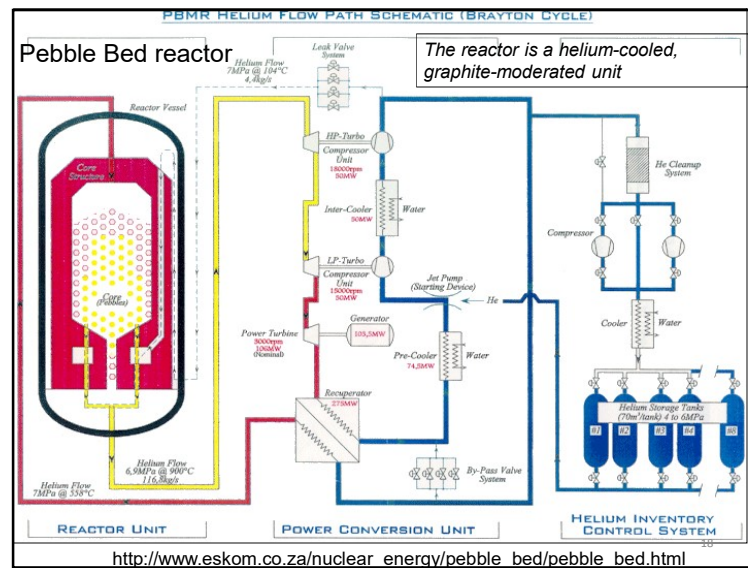 PBMR HELIUM FLOW PATH SCHEMATIC (BRAYTON CYCLE)
Pebble Bed reactor
The reactor is a helium-cooled,
graphite-moderated unit
Leak Valve
System
Helium Flow
7MPa @ 104°C
4,4kg/s
Reactor Vessel
Core
Structure
Core
(Pebbles)
HP-Turbo
Compressor
Unit
15000rpm
50MW
Inter-Cooler
50MW
Water
LP-Turbo
Compressor
Unit
15000rpm
50MW
Jet Pump
(Starting Device)
He
Power Turbine
3000rpm
106MW
(Nominal)
Generator
105,5MW
Pre-Cooler
74,5MW
Water
Recuperator
275MW
By-Pass Valve
System
He Cleanup
System
Compressor
Cooler
Water
Helium Storage Tanks
(70m³/tank) 4 to 6MPa
#1
#2
#3
#4
#8
Helium Flow
6,9MPa @ 900°C
116,8kg/s
Helium Flow
7MPa @ 558°C
REACTOR UNIT
POWER CONVERSION UNIT
HELIUM INVENTORY
CONTROL SYSTEM
18
http://www.eskom.co.za/nuclear_energy/pebble_bed/pebble_bed.html